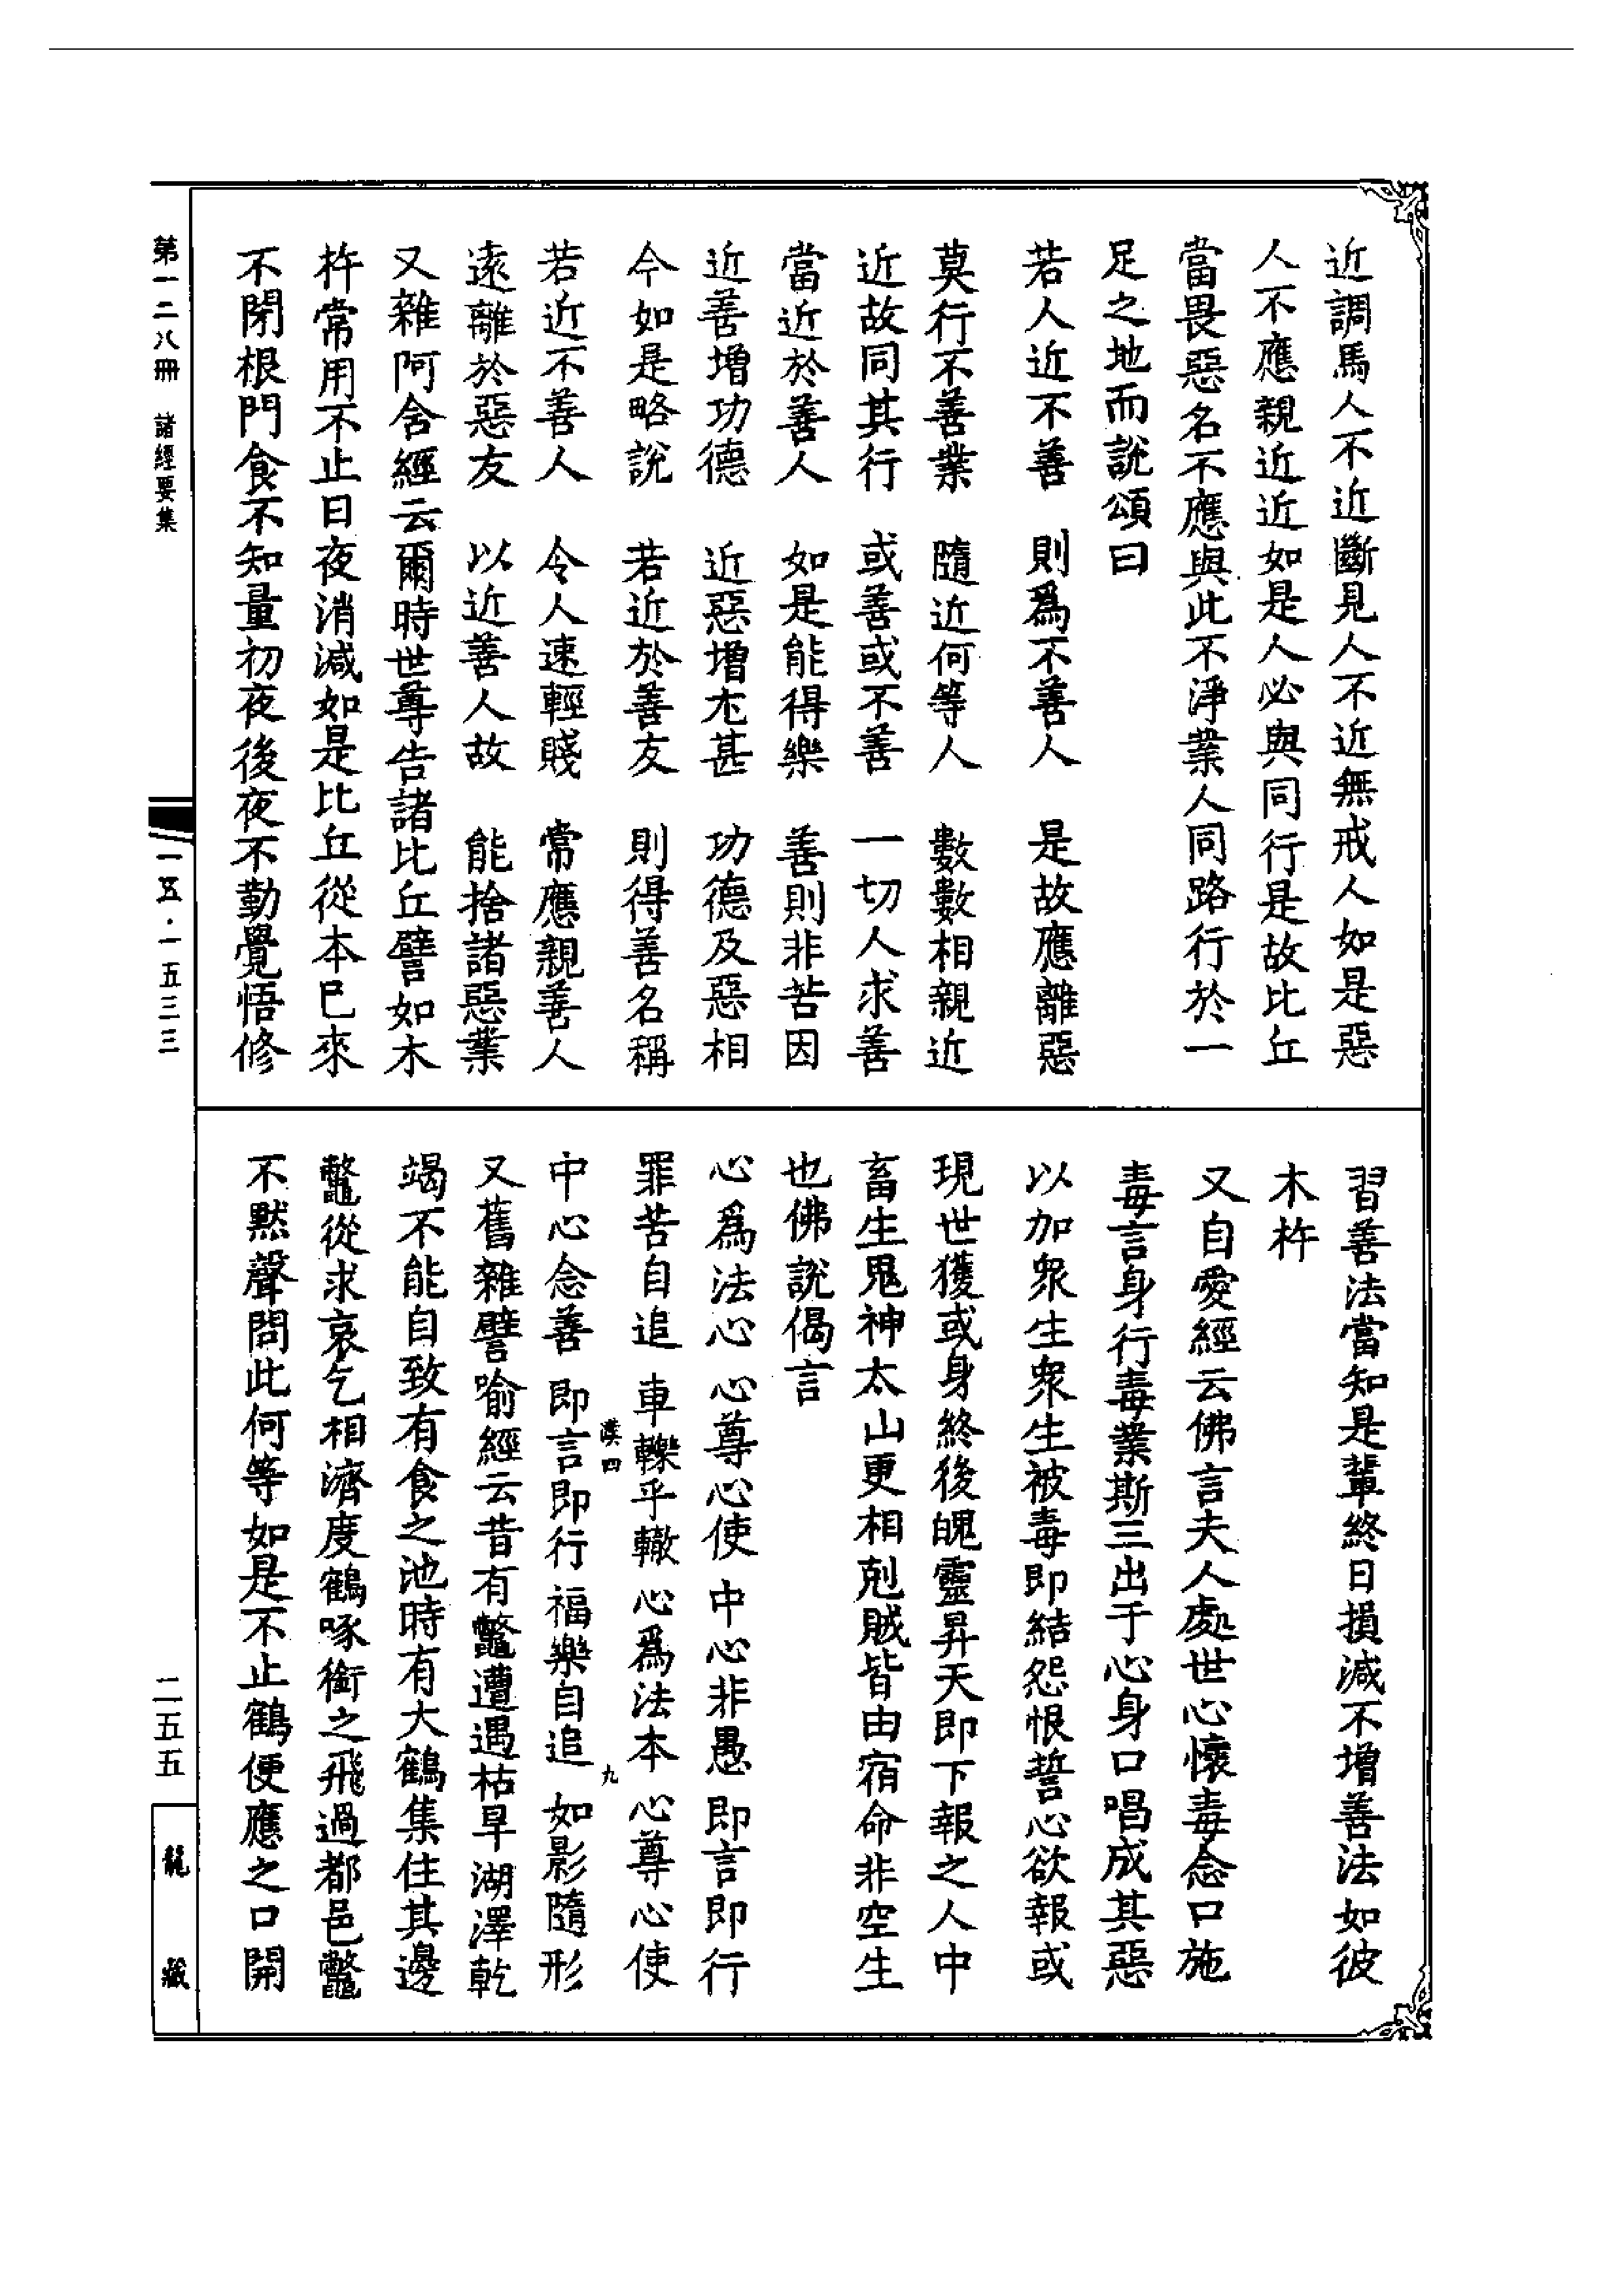 近調馬人不近斷見人不近無戒人如是惡
人不應親近近如是人必與同行是故比丘
當畏惡名不應與此不淨業人同路行於一
足之地而說頌曰
若人近不善　則爲不善人　是故應離惡
莫行不善業　隨近何等人　數數相親近
近故同其行　或善或不善　一切人求善
當近於善人　如是能得樂　善則非苦因
近善增功德　近惡增尤甚　功德及惡相
今如是略說　若近於善友　則得善名稱
若近不善人　令人速輕賤　常應親善人
遠離於惡友　以近善人故　能捨諸惡業
又雜阿含經云爾時世尊告諸比丘譬如木
杵常用不止日夜消減如是比丘從本已來
不閉根門食不知量初夜後夜不勤覺悟修
習善法當知是輩終日損減不增善法如彼
木杵
又自愛經云佛言夫人處世心懷毒念口施
毒言身行毒業斯三出于心身口唱成其惡
以加衆生衆生被毒即結怨恨誓心欲報或
現世獲或身終後魄靈昇天即下報之人中
畜生鬼神太山更相剋賊皆由宿命非空生
也佛說偈言
心爲法心　心尊心使　中心非愚　即言即行
罪苦自追　車轢乎轍　心爲法本　心尊心使
漢四　九
中心念善　即言即行　福樂自追　如影隨形
又舊雜譬喻經云昔有鼈遭遇枯旱湖澤乾
竭不能自致有食之池時有大鶴集住其邊
鼈從求哀乞相濟度鶴啄銜之飛過都邑鼈
不黙聲問此何等如是不止鶴便應之口開
第一二八冊　諸經要集
一五·一五三三
二五五
龍藏